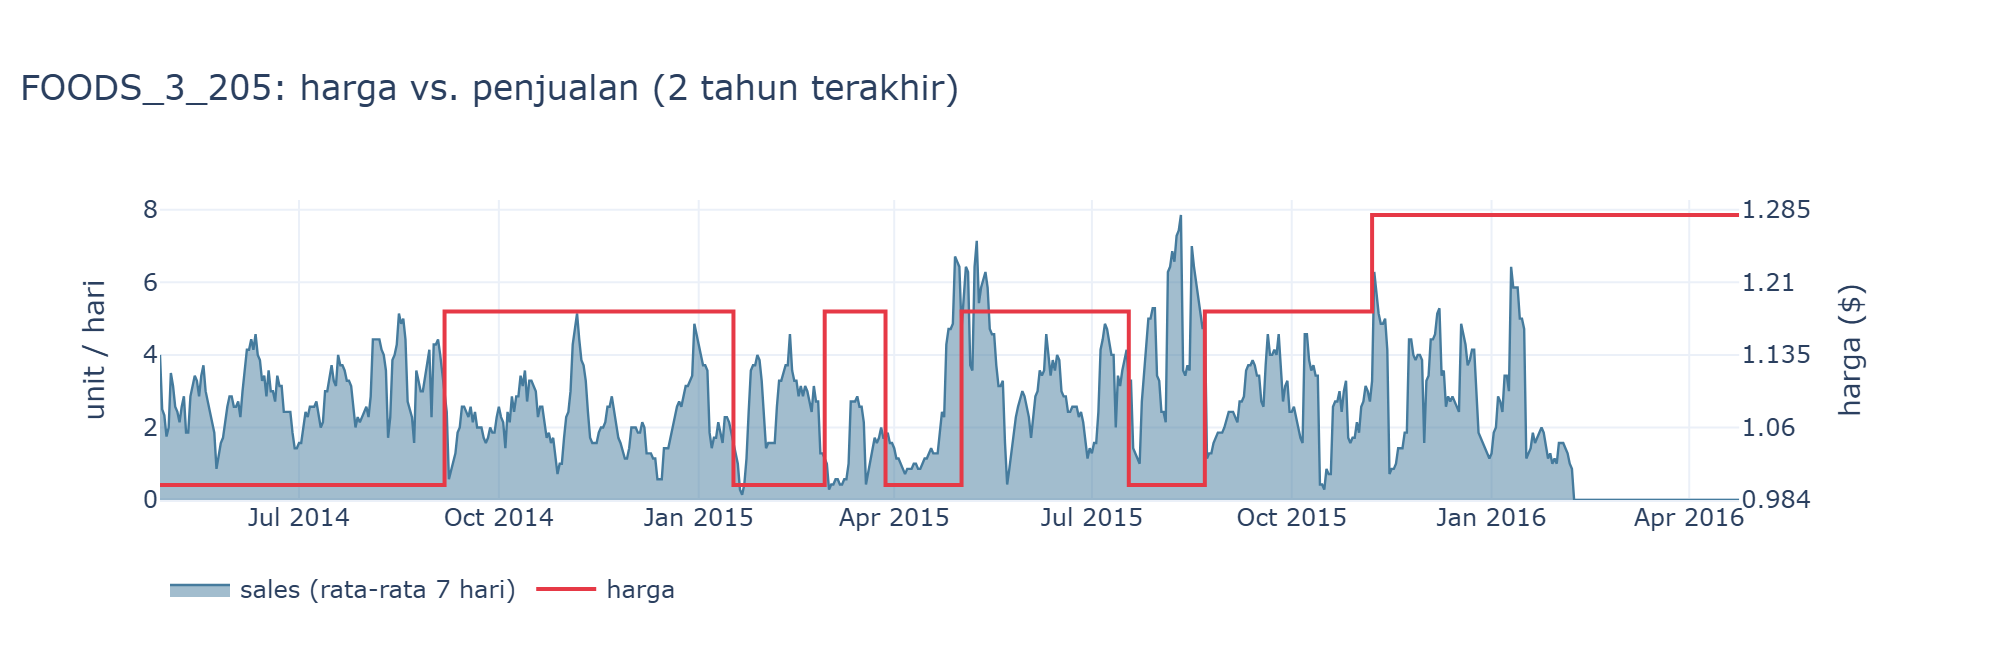 FOODS_3_205: harga vs. penjualan (2 tahun terakhir)
unit / hari
8
6
4
2
0
1.285
1.21
1.135
1.06
0.984
harga ($)
Jul 2014
Oct 2014
Jan 2015
Apr 2015
Jul 2015
Oct 2015
Jan 2016
Apr 2016
sales (rata-rata 7 hari)
harga